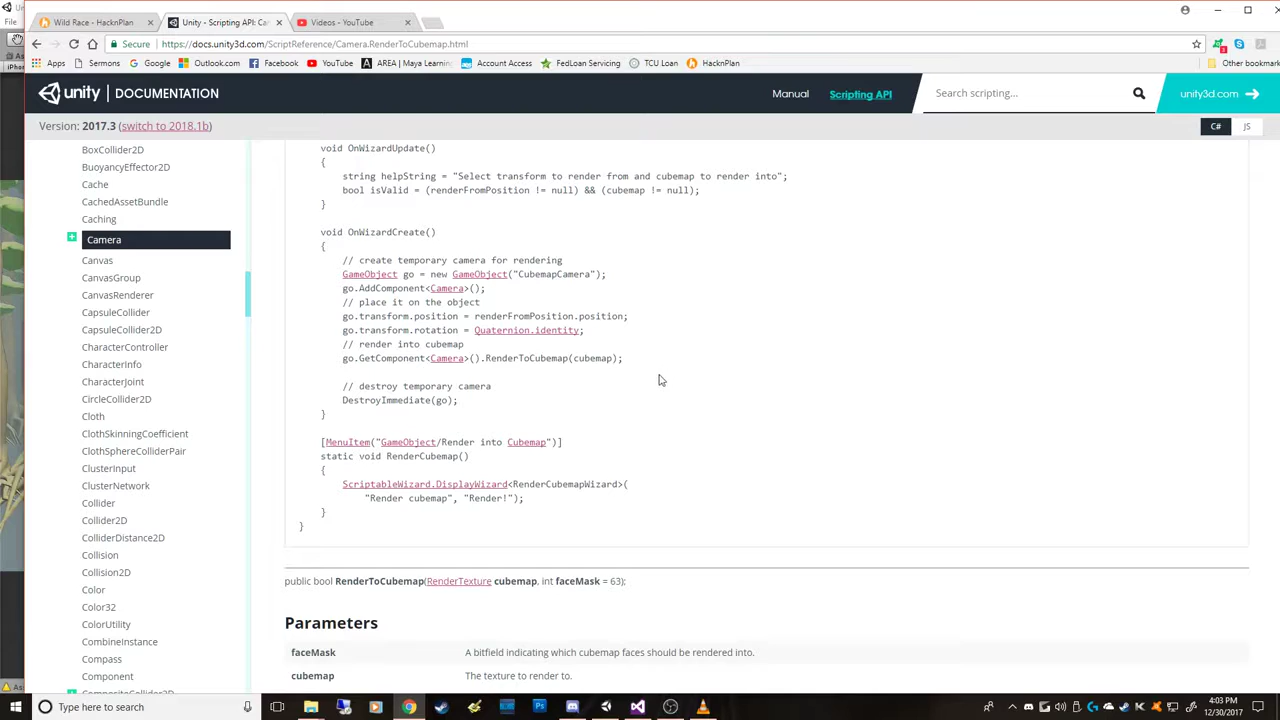 Wild Race - HacknPlan
Unity - Scripting API: Ca
Videos - YouTube
Secure
https://docs.unity3d.com/ScriptReference/Camera.RenderToCubemap.html
Apps
Sermons
Google
Outlook.com
Facebook
YouTube
AREA | Maya Learning
Account Access
FedLoan Servicing
TCU Loan
HacknPlan
Other bookmark
unity | DOCUMENTATION
Manual
Scripting API
Search scripting...
unity3d.com
Version: 2017.3 (switch to 2018.1b)
C#
JS
BoxCollider2D
BuoyancyEffector2D
Cache
CachedAssetBundle
Caching
Camera
Canvas
CanvasGroup
CanvasRenderer
CapsuleCollider
CapsuleCollider2D
CharacterController
CharacterInfo
CharacterJoint
CircleCollider2D
Cloth
ClothSkinningCoefficient
ClothSphereColliderPair
ClusterInput
ClusterNetwork
Collider
Collider2D
ColliderDistance2D
Collision
Collision2D
Color
Color32
ColorUtility
CombineInstance
Compass
Component
CompositeCollider2D
void OnWizardUpdate()
{
string helpString = "Select transform to render from and cubemap to render into";
bool isValid = (renderFromPosition != null) && (cubemap != null);
}
void OnWizardCreate()
{
// create temporary camera for rendering
GameObject go = new GameObject("CubemapCamera");
go.AddComponent<Camera>();
// place it on the object
go.transform.position = renderFromPosition.position;
go.transform.rotation = Quaternion.identity;
// render into cubemap
go.GetComponent<Camera>().RenderToCubemap(cubemap);
// destroy temporary camera
DestroyImmediate(go);
}
[MenuItem("GameObject/Render into Cubemap")]
static void RenderCubemap()
{
ScriptableWizard.DisplayWizard<RenderCubemapWizard>(
"Render cubemap", "Render!");
}
}
public bool RenderToCubemap(RenderTexture cubemap, int faceMask = 63);
Parameters
faceMask A bitfield indicating which cubemap faces should be rendered into.
cubemap The texture to render to.
Type here to search
4:03 PM
12/30/2017